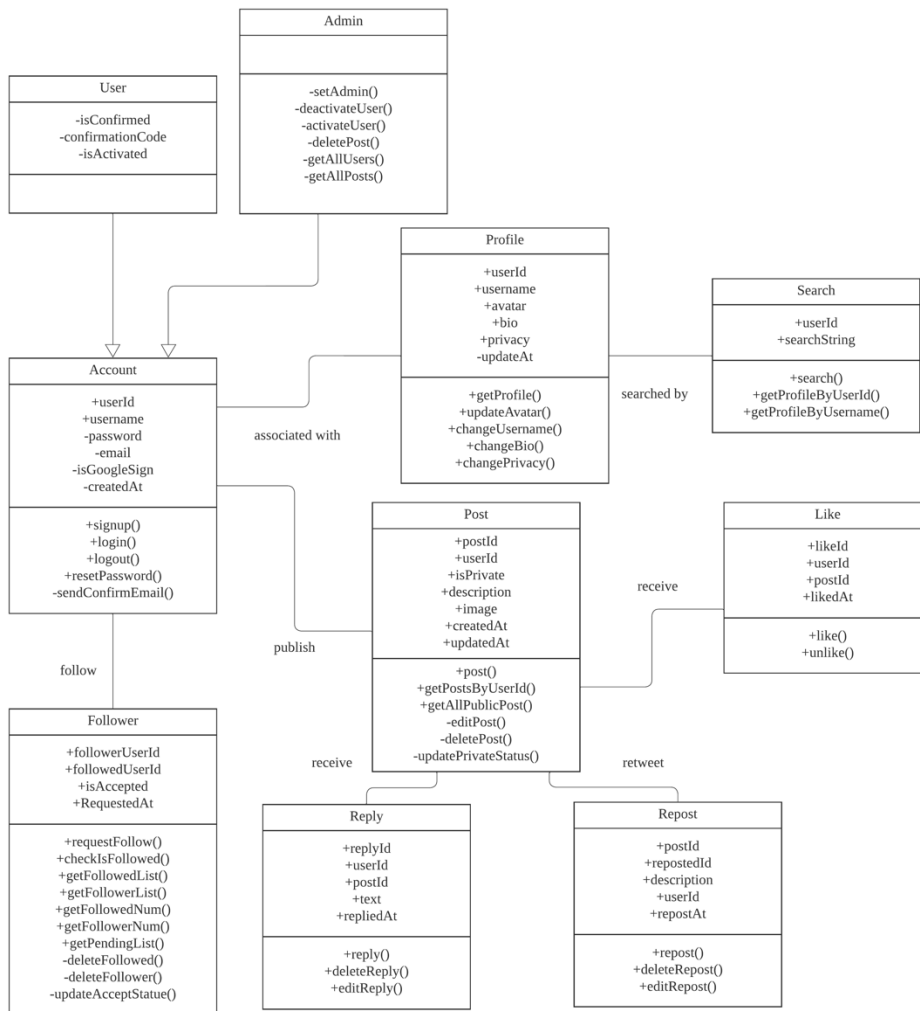 Admin
-setAdmin()
-deactivateUser()
-activateUser()
-deletePost()
-getAllUsers()
-getAllPosts()
User
-isConfirmed
-confirmationCode
-isActivated
Profile
+userId
+username
+avatar
+bio
+privacy
-updateAt
+getProfile()
+updateAvatar()
+changeUsername()
+changeBio()
+changePrivacy()
searched by
Search
+userId
+searchString
+search()
+getProfileByUserId()
+getProfileByUsername()
Account
+userId
+username
-password
-email
-isGoogleSign
-createdAt
+signup()
+login()
+logout()
+resetPassword()
-sendConfirmEmail()
associated with
publish
follow
Post
+postId
+userId
+isPrivate
+description
+image
+createdAt
+updatedAt
+post()
+getPostsByUserId()
+getAllPublicPost()
-editPost()
-deletePost()
-updatePrivateStatus()
receive
Like
+likeId
+userId
+postId
+likedAt
+like()
+unlike()
Follower
+followerUserId
+followedUserId
+isAccepted
+RequestedAt
+requestFollow()
+checkIsFollowed()
+getFollowedList()
+getFollowerList()
+getFollowedNum()
+getFollowerNum()
+getPendingList()
-deleteFollowed()
-deleteFollower()
-updateAcceptStatue()
receive
retweet
Reply
+replyId
+userId
+postId
+text
+repliedAt
+reply()
+deleteReply()
+editReply()
Repost
+postId
+repostedId
+description
+userId
+repostAt
+repost()
+deleteRepost()
+editRepost()